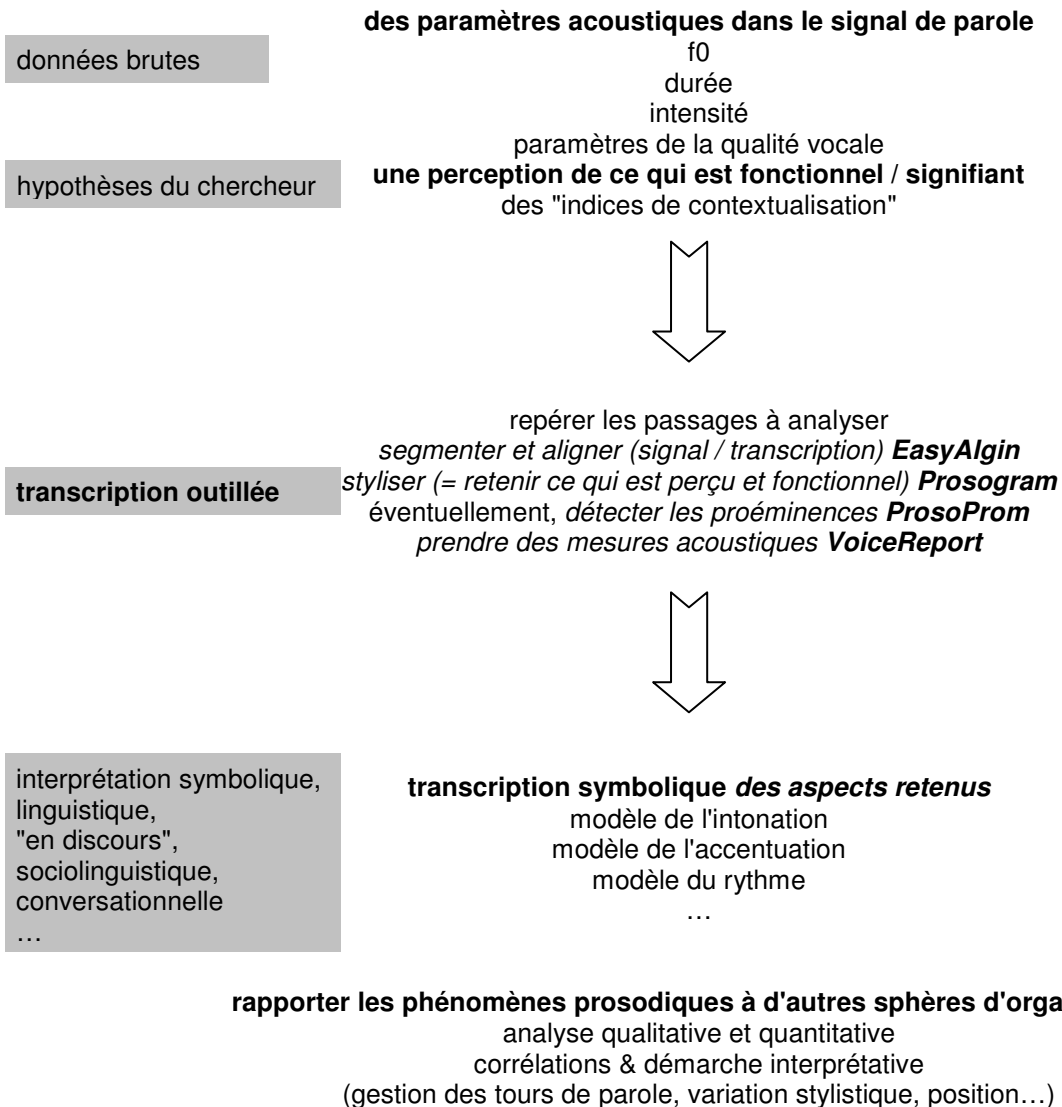 des paramètres acoustiques dans le signal de parole
données brutes
f0
durée
intensité
paramètres de la qualité vocale
hypothèses du chercheur
une perception de ce qui est fonctionnel / signifiant
des "indices de contextualisation"
repérer les passages à analyser
segmenter et aligner (signal / transcription) EasyAlgin
transcription outillée
styliser (= retenir ce qui est perçu et fonctionnel) Prosogram
éventuellement, détecter les proéminences ProsoProm
prendre des mesures acoustiques VoiceReport
interprétation symbolique,
linguistique,
"en discours",
sociolinguistique,
conversationnelle
…
transcription symbolique des aspects retenus
modèle de l'intonation
modèle de l'accentuation
modèle du rythme
…
rapporter les phénomènes prosodiques à d'autres sphères d'orga
analyse qualitative et quantitative
corrélations & démarche interprétative
(gestion des tours de parole, variation stylistique, position…)